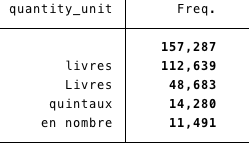 quantity_unit Freq.
157,287
livres 112,639
Livres 48,683
quintaux 14,280
en nombre 11,491